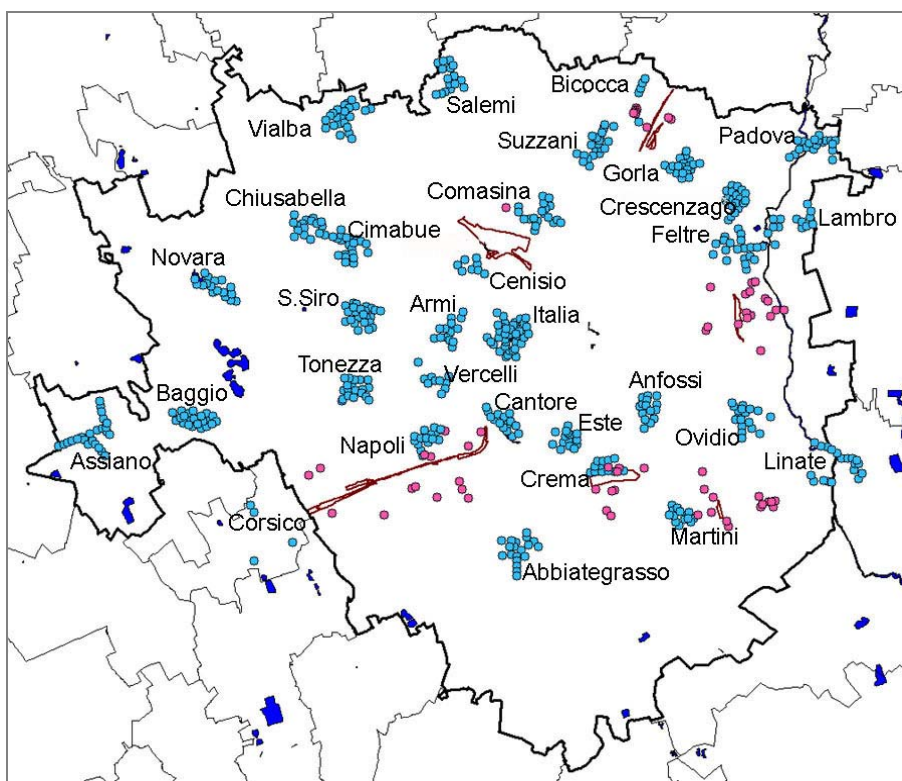 Bicocca
Salemi
Vialba
Padova
Suzzani
Gorla
Chiusabella
Comasina
Crescenzago
Lambro
Cimabue
Feltre
Novara
Cenisio
S.Siro
Armi
Italia
Tonezza
Vercelli
Anfossi
Baggio
Cantore
Napoli
Este
Ovidio
Assiano
Linate
Crema
Corsico
Martini
Abbiategrasso